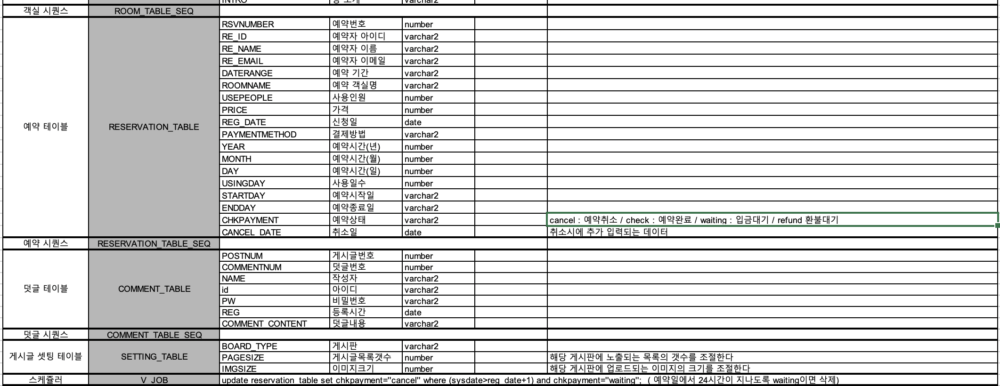 INTRO 방 소개 varchar2
객실 시퀀스 ROOM_TABLE_SEQ
RSVNUMBER 예약번호 number
RE_ID 예약자 아이디 varchar2
RE_NAME 예약자 이름 varchar2
RE_EMAIL 예약자 이메일 varchar2
DATERANGE 예약 기간 varchar2
ROOMNAME 예약 객실명 varchar2
USEPEOPLE 사용인원 number
PRICE 가격 number
REG_DATE 신청일 date
예약 테이블 RESERVATION_TABLE
PAYMENTMETHOD 결제방법 varchar2
YEAR 예약시간(년) number
MONTH 예약시간(월) number
DAY 예약시간(일) number
USINGDAY 사용일수 number
STARTDAY 예약시작일 varchar2
ENDDAY 예약종료일 varchar2
CHKPAYMENT 예약상태 varchar2 cancel : 예약취소 / check : 예약완료 / waiting : 입금대기 / refund 환불대기
CANCEL_DATE 취소일 date 취소시에 추가 입력되는 데이터
예약 시퀀스 RESERVATION_TABLE_SEQ
POSTNUM 게시글번호 number
COMMENTNUM 덧글번호 number
NAME 작성자 varchar2
덧글 테이블 COMMENT_TABLE id 아이디 varchar2
PW 비밀번호 varchar2
REG 등록시간 date
COMMENT_CONTENT 덧글내용 varchar2
덧글 시퀀스 COMMENT_TABLE_SEQ
BOARD_TYPE 게시판 varchar2
게시글 셋팅 테이블 SETTING_TABLE PAGESIZE 게시글목록갯수 number 해당 게시판에 노출되는 목록의 갯수를 조절한다
IMGSIZE 이미지크기 number 해당 게시판에 업로드되는 이미지의 크기를 조절한다
스케쥴러 V_JOB update reservation_table set chkpayment="cancel" where (sysdate>reg_date+1) and chkpayment="waiting"; ( 예약일에서 24시간이 지나도록 waiting이면 삭제)